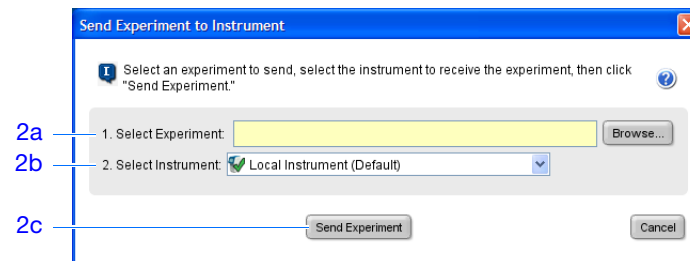 Send Experiment to Instrument
Select an experiment to send, select the instrument to receive the experiment, then click
"Send Experiment."
2a 1. Select Experiment: Browse...
2b 2. Select Instrument: Local Instrument (Default)
2c Send Experiment Cancel